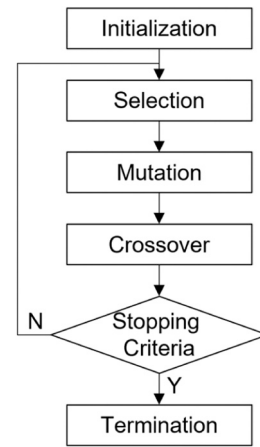 Initialization
Selection
Mutation
Crossover
N
Stopping
Criteria
Y
Termination